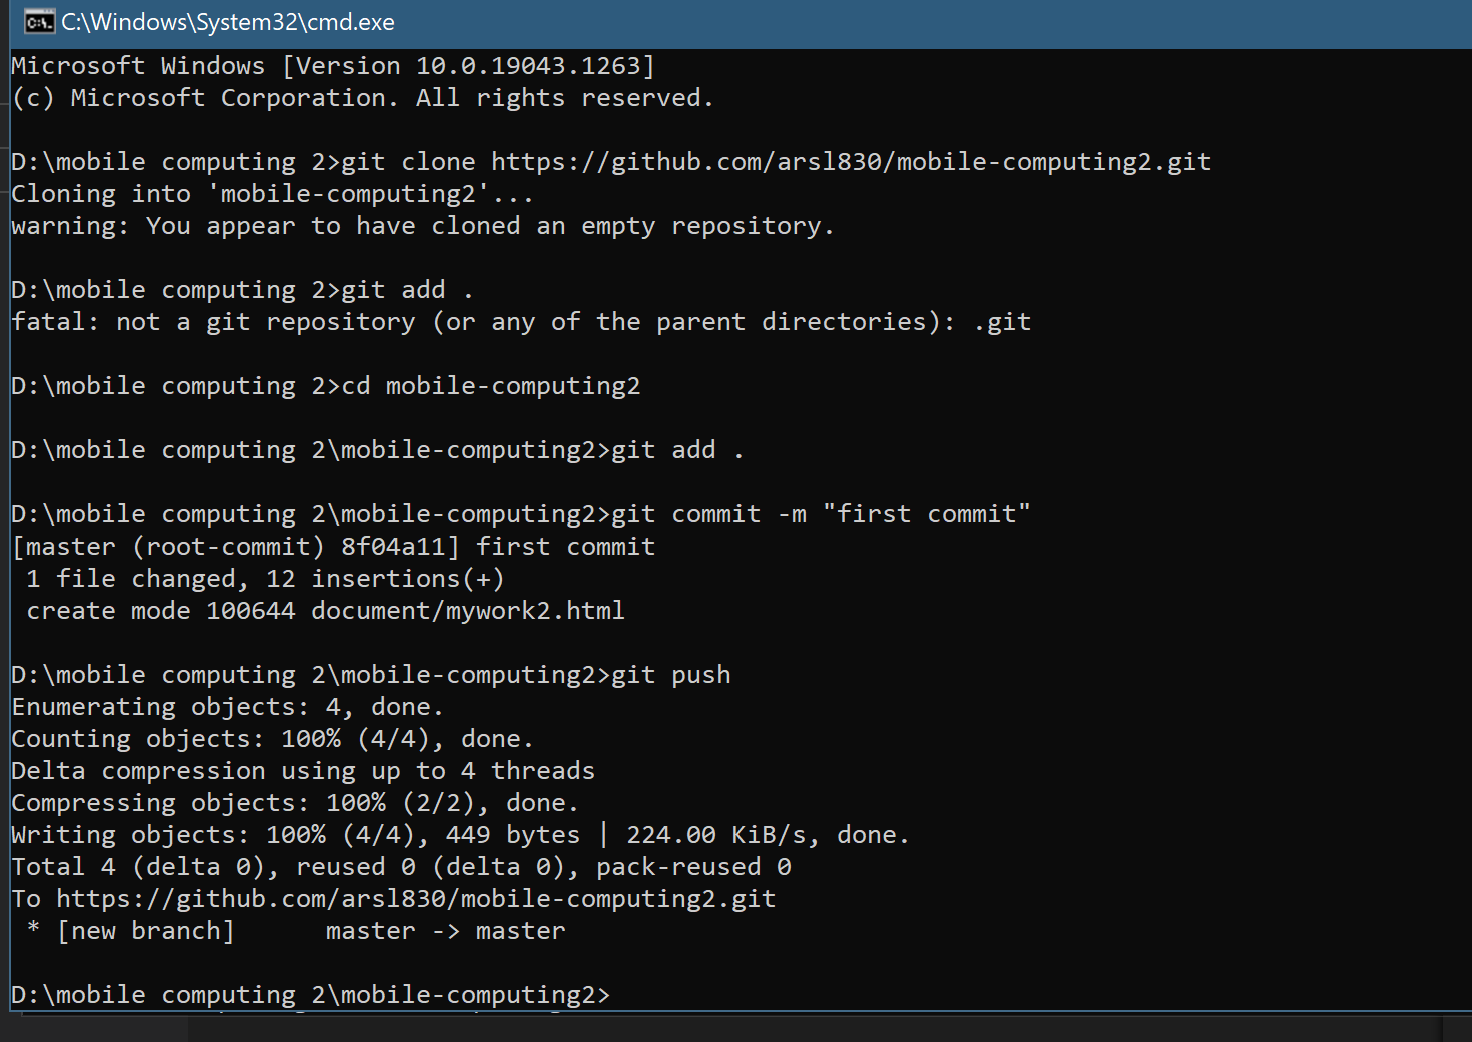 C:\Windows\System32\cmd.exe
Microsoft Windows [Version 10.0.19043.1263]
(c) Microsoft Corporation. All rights reserved.
D:\mobile computing 2>git clone https://github.com/arsl830/mobile-computing2.git
Cloning into 'mobile-computing2'...
warning: You appear to have cloned an empty repository.
D:\mobile computing 2>git add .
fatal: not a git repository (or any of the parent directories): .git
D:\mobile computing 2>cd mobile-computing2
D:\mobile computing 2\mobile-computing2>git add .
D:\mobile computing 2\mobile-computing2>git commit -m "first commit"
[master (root-commit) 8f04a11] first commit
 1 file changed, 12 insertions(+)
 create mode 100644 document/mywork2.html
D:\mobile computing 2\mobile-computing2>git push
Enumerating objects: 4, done.
Counting objects: 100% (4/4), done.
Delta compression using up to 4 threads
Compressing objects: 100% (2/2), done.
Writing objects: 100% (4/4), 449 bytes | 224.00 KiB/s, done.
Total 4 (delta 0), reused 0 (delta 0), pack-reused 0
To https://github.com/arsl830/mobile-computing2.git
 * [new branch]      master -> master
D:\mobile computing 2\mobile-computing2>